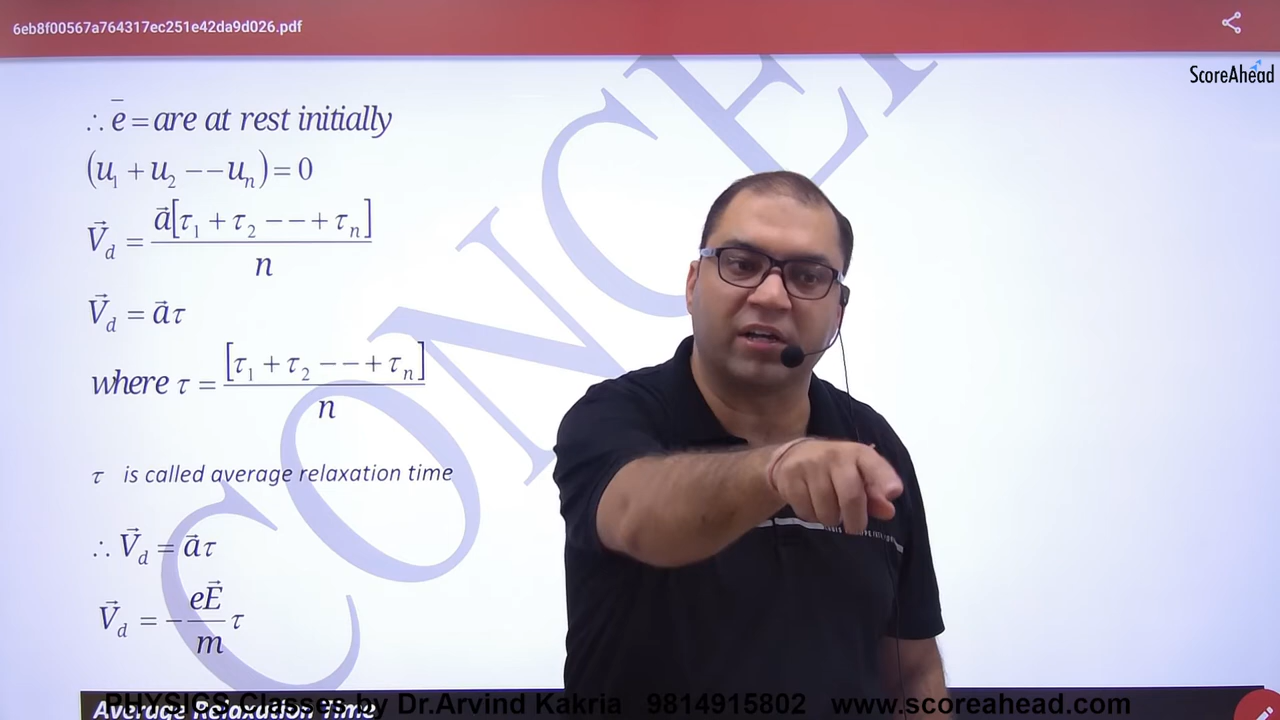 6eb8f00567a764317ec251e42da9d026.pdf
ScoreAhead
∴ e̅ = are at rest initially
(u₁ + u₂ −− uₙ) = 0
V⃗_d = a⃗[τ₁ + τ₂ −−+ τₙ] / n
V⃗_d = a⃗τ
where τ = [τ₁ + τ₂ −−+ τₙ] / n
τ is called average relaxation time
∴ V⃗_d = a⃗τ
V⃗_d = − eE⃗ / m τ
PHYSICS Classes by Dr.Arvind Kakria 9814915802 www.scoreahead.com
Average Relaxation Time